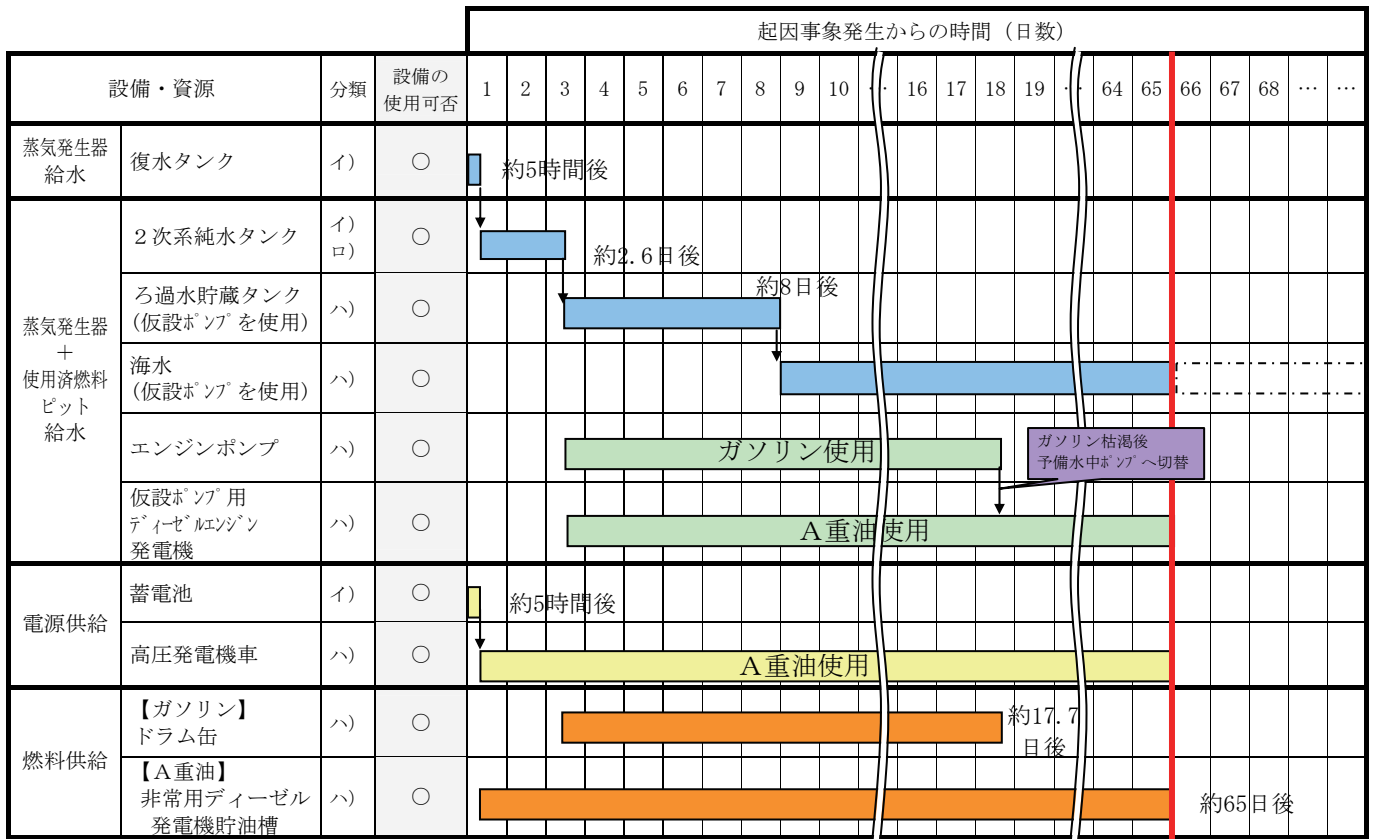 起因事象発生からの時間（日数）
設備・資源 分類 設備の使用可否 1 2 3 4 5 6 7 8 9 10 … 16 17 18 19 … 64 65 66 67 68 … …
蒸気発生器
給水
復水タンク イ） ○ 約5時間後
蒸気発生器
＋
使用済燃料
ピット
給水
２次系純水タンク イ）ロ） ○ 約2.6日後
ろ過水貯蔵タンク
(仮設ﾎﾟﾝﾌﾟを使用) ハ） ○ 約8日後
海水
(仮設ﾎﾟﾝﾌﾟを使用) ハ） ○
エンジンポンプ ハ） ○ ガソリン使用
ガソリン枯渇後
予備水中ﾎﾟﾝﾌﾟへ切替
仮設ﾎﾟﾝﾌﾟ用
ﾃﾞｨｰｾﾞﾙｴﾝｼﾞﾝ
発電機 ハ） ○ Ａ重油使用
電源供給
蓄電池 イ） ○ 約5時間後
高圧発電機車 ハ） ○ Ａ重油使用
燃料供給
【ガソリン】
ドラム缶 ハ） ○ 約17.7
日後
【Ａ重油】
非常用ディーゼル
発電機貯油槽 ハ） ○ 約65日後